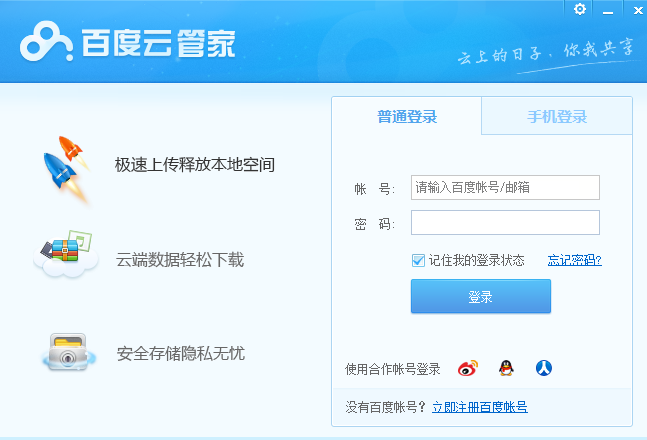 百度云管家
云上的日子，你我共享
极速上传释放本地空间
云端数据轻松下载
安全存储隐私无忧
普通登录
手机登录
帐 号:
请输入百度帐号/邮箱
密 码:
记住我的登录状态
忘记密码?
登录
使用合作帐号登录
没有百度帐号? 立即注册百度帐号